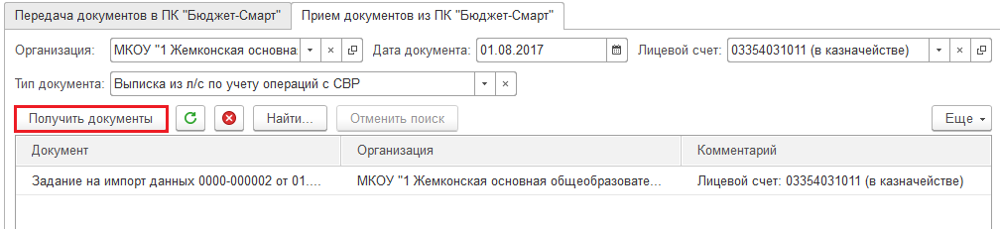 Передача документов в ПК "Бюджет-Смарт" Прием документов из ПК "Бюджет-Смарт"
Организация: МКОУ "1 Жемконская основна Дата документа: 01.08.2017 Лицевой счет: 03354031011 (в казначействе)
Тип документа: Выписка из л/с по учету операций с СВР
Получить документы Найти... Отменить поиск Еще
Документ Организация Комментарий
Задание на импорт данных 0000-000002 от 01.... МКОУ "1 Жемконская основная общеобразовате... Лицевой счет: 03354031011 (в казначействе)